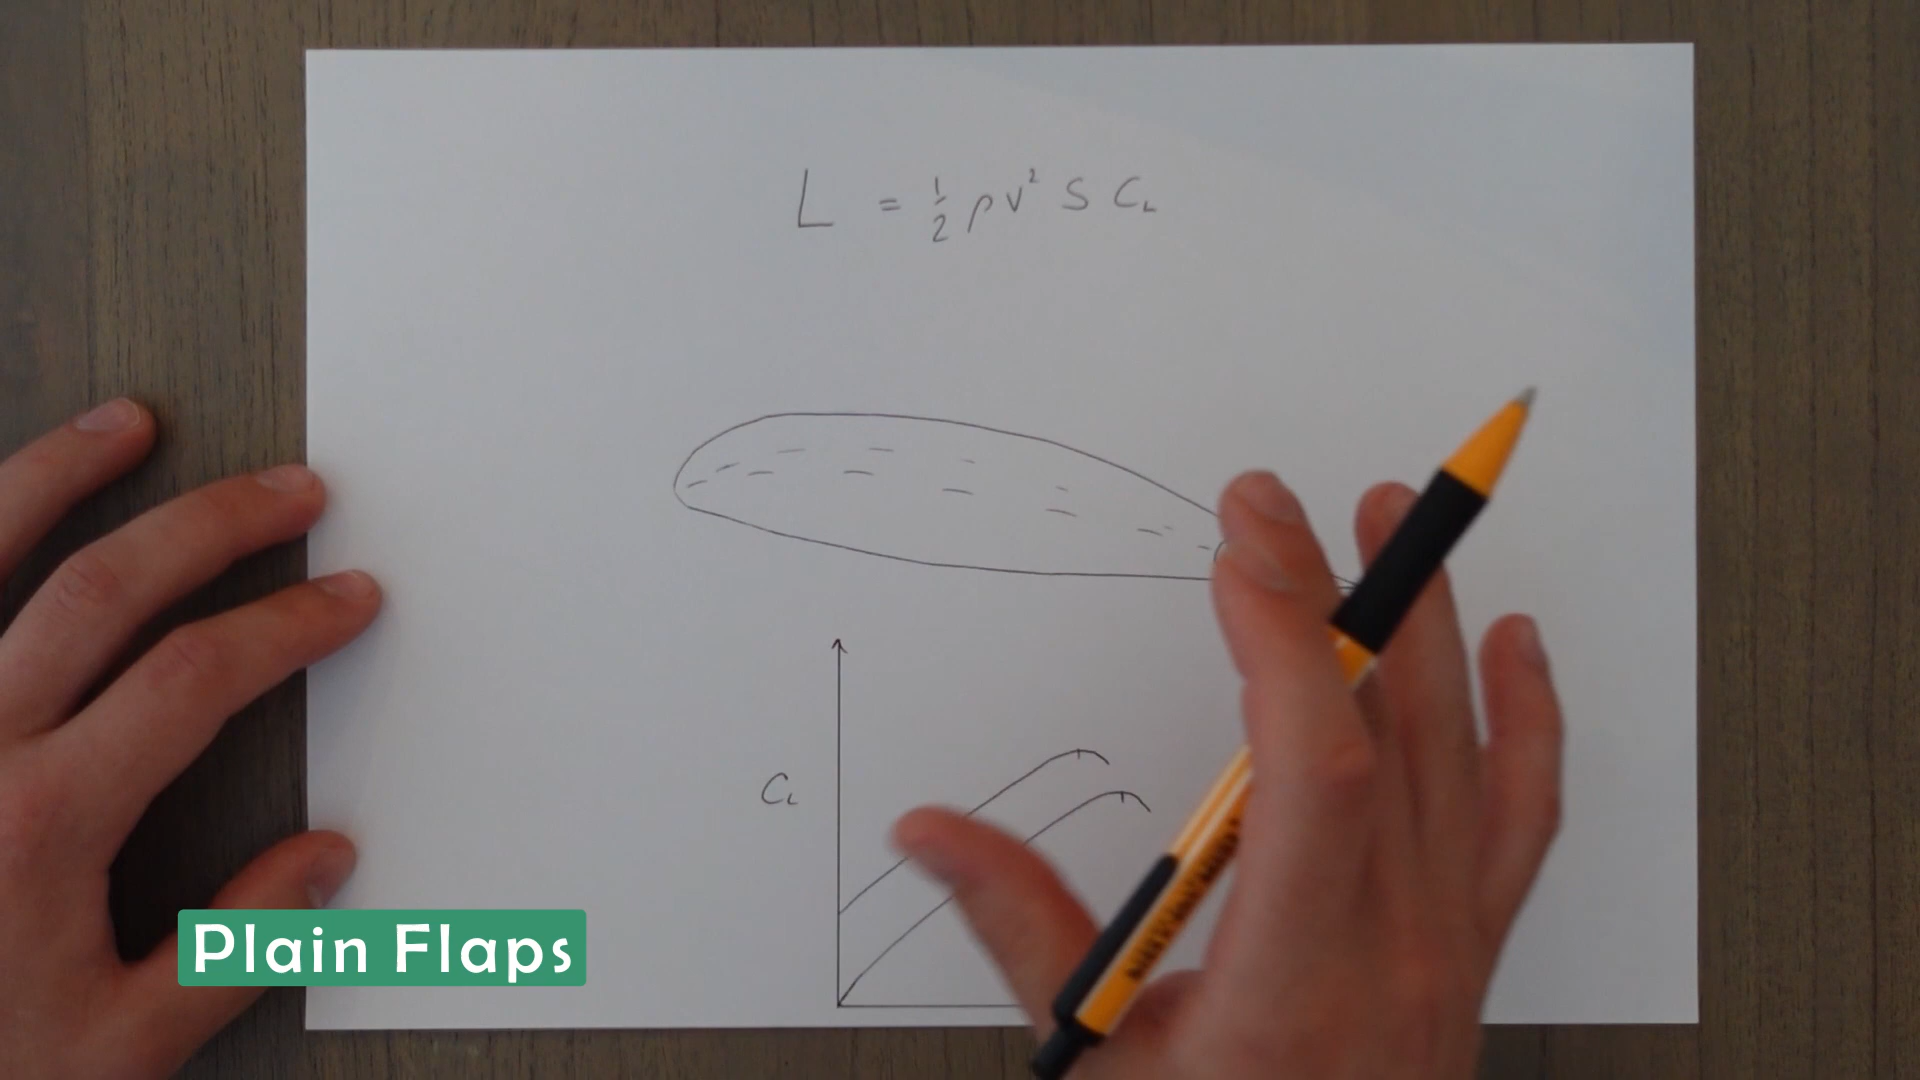 L = ½ ρ V² S C_L
C_L
Plain Flaps